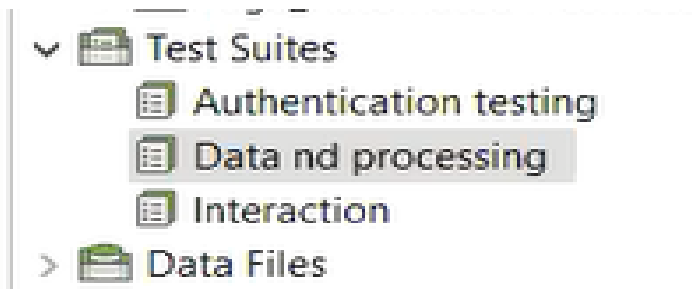 Test Suites
Authentication testing
Data nd processing
Interaction
Data Files